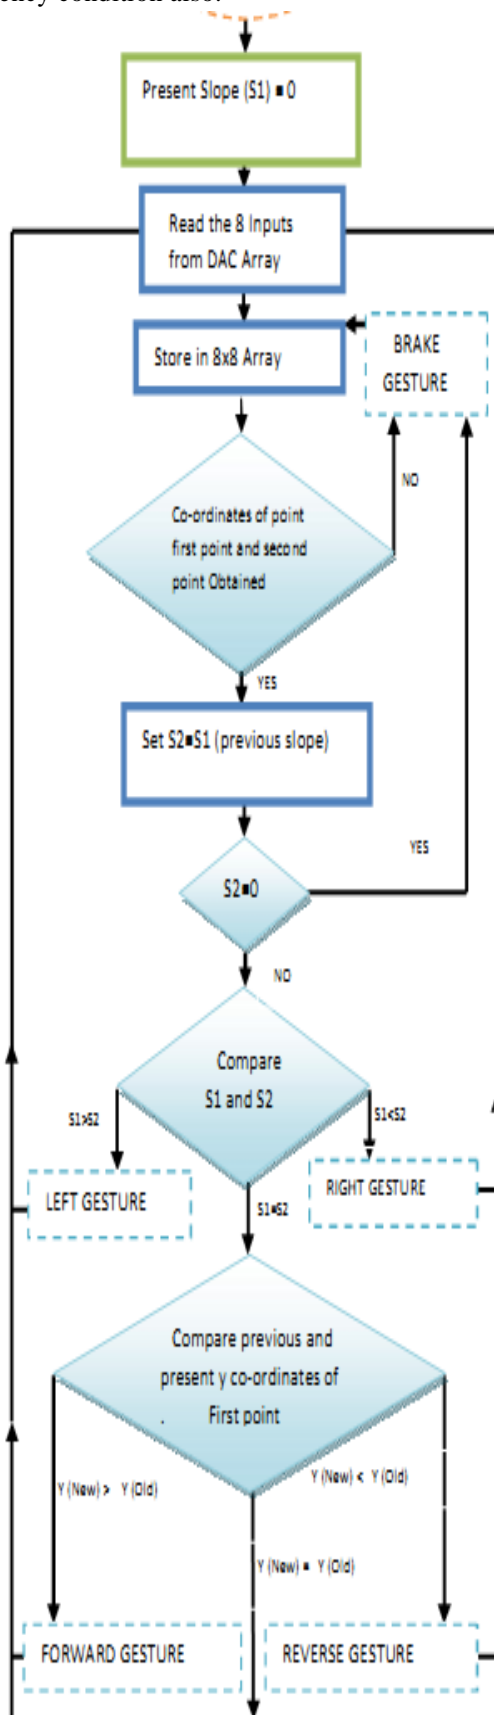 ency condition also.
Present Slope (S1) = 0
Read the 8 Inputs
from DAC Array
Store in 8x8 Array
BRAKE
GESTURE
NO
Co-ordinates of point
first point and second
point Obtained
YES
Set S2=S1 (previous slope)
YES
S2=0
NO
Compare
S1 and S2
S1>S2
S1<S2
LEFT GESTURE
RIGHT GESTURE
S1=S2
Compare previous and
present y co-ordinates of
. First point
Y (New) > Y (Old)
Y (New) < Y (Old)
Y (New) = Y (Old)
FORWARD GESTURE
REVERSE GESTURE